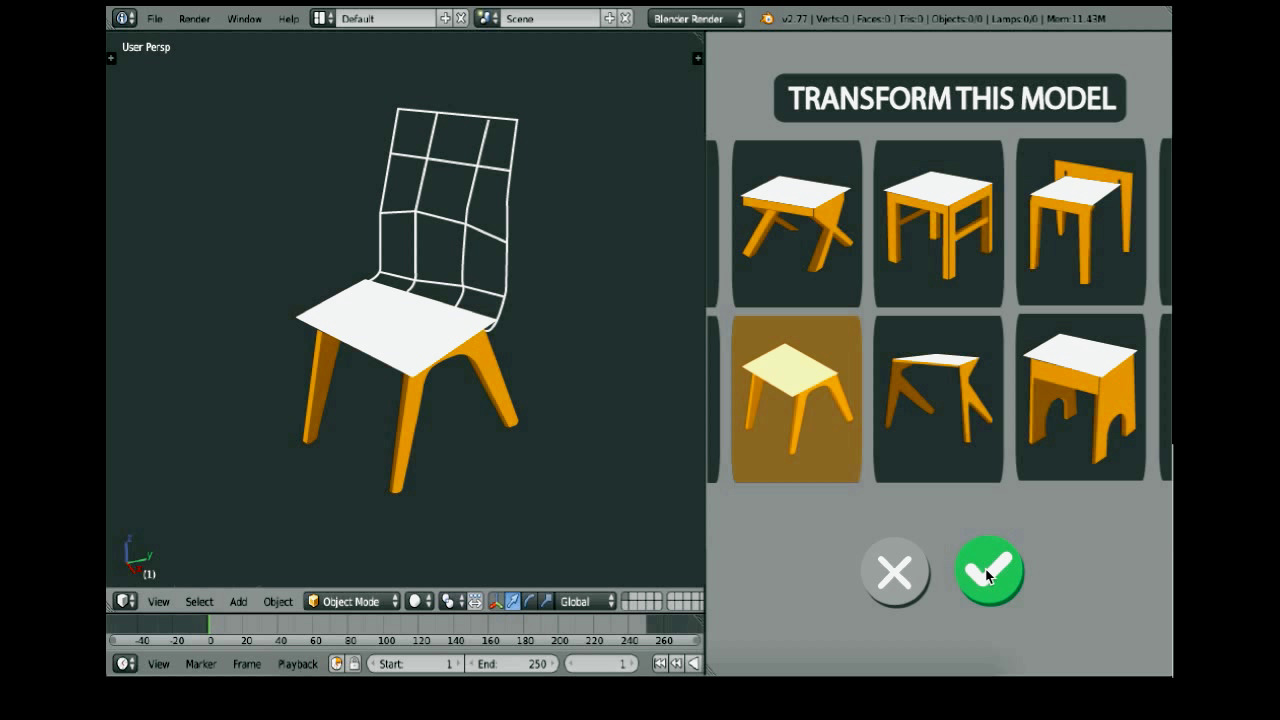 File Render Window Help Default Scene Blender Render v2.77 | Verts:0 | Faces:0 | Tris:0 | Objects:0/0 | Lamps:0/0 | Mem:11.43M
User Persp
TRANSFORM THIS MODEL
z
y
x
(1)
View Select Add Object Object Mode Global
-40 -20 0 20 40 60 80 100 120 140 160 180 200 220 240 260
View Marker Frame Playback Start: 1 End: 250 1